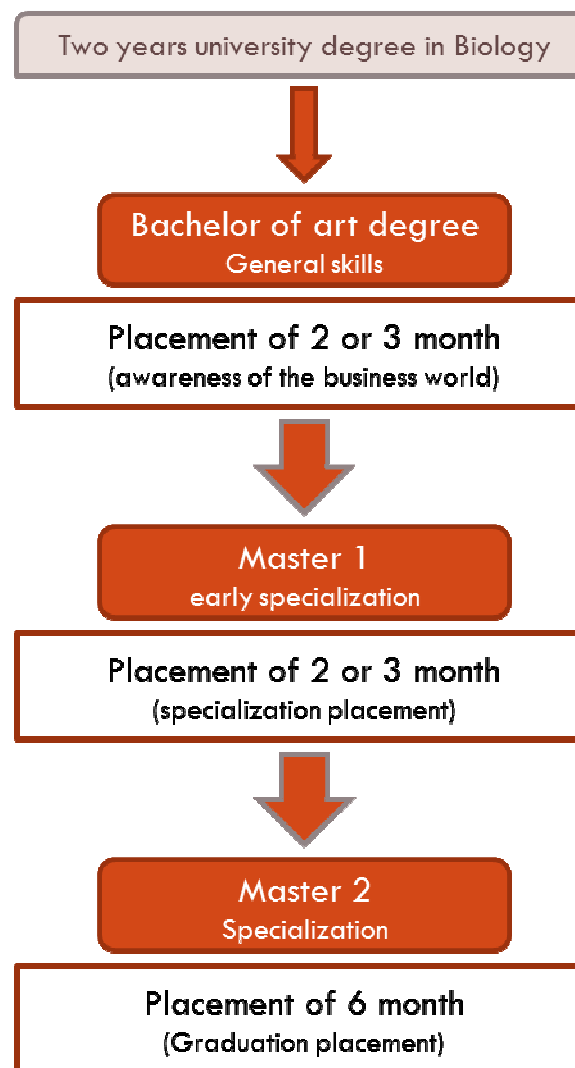 Two years university degree in Biology
Bachelor of art degree
General skills
Placement of 2 or 3 month
(awareness of the business world)
Master 1
early specialization
Placement of 2 or 3 month
(specialization placement)
Master 2
Specialization
Placement of 6 month
(Graduation placement)